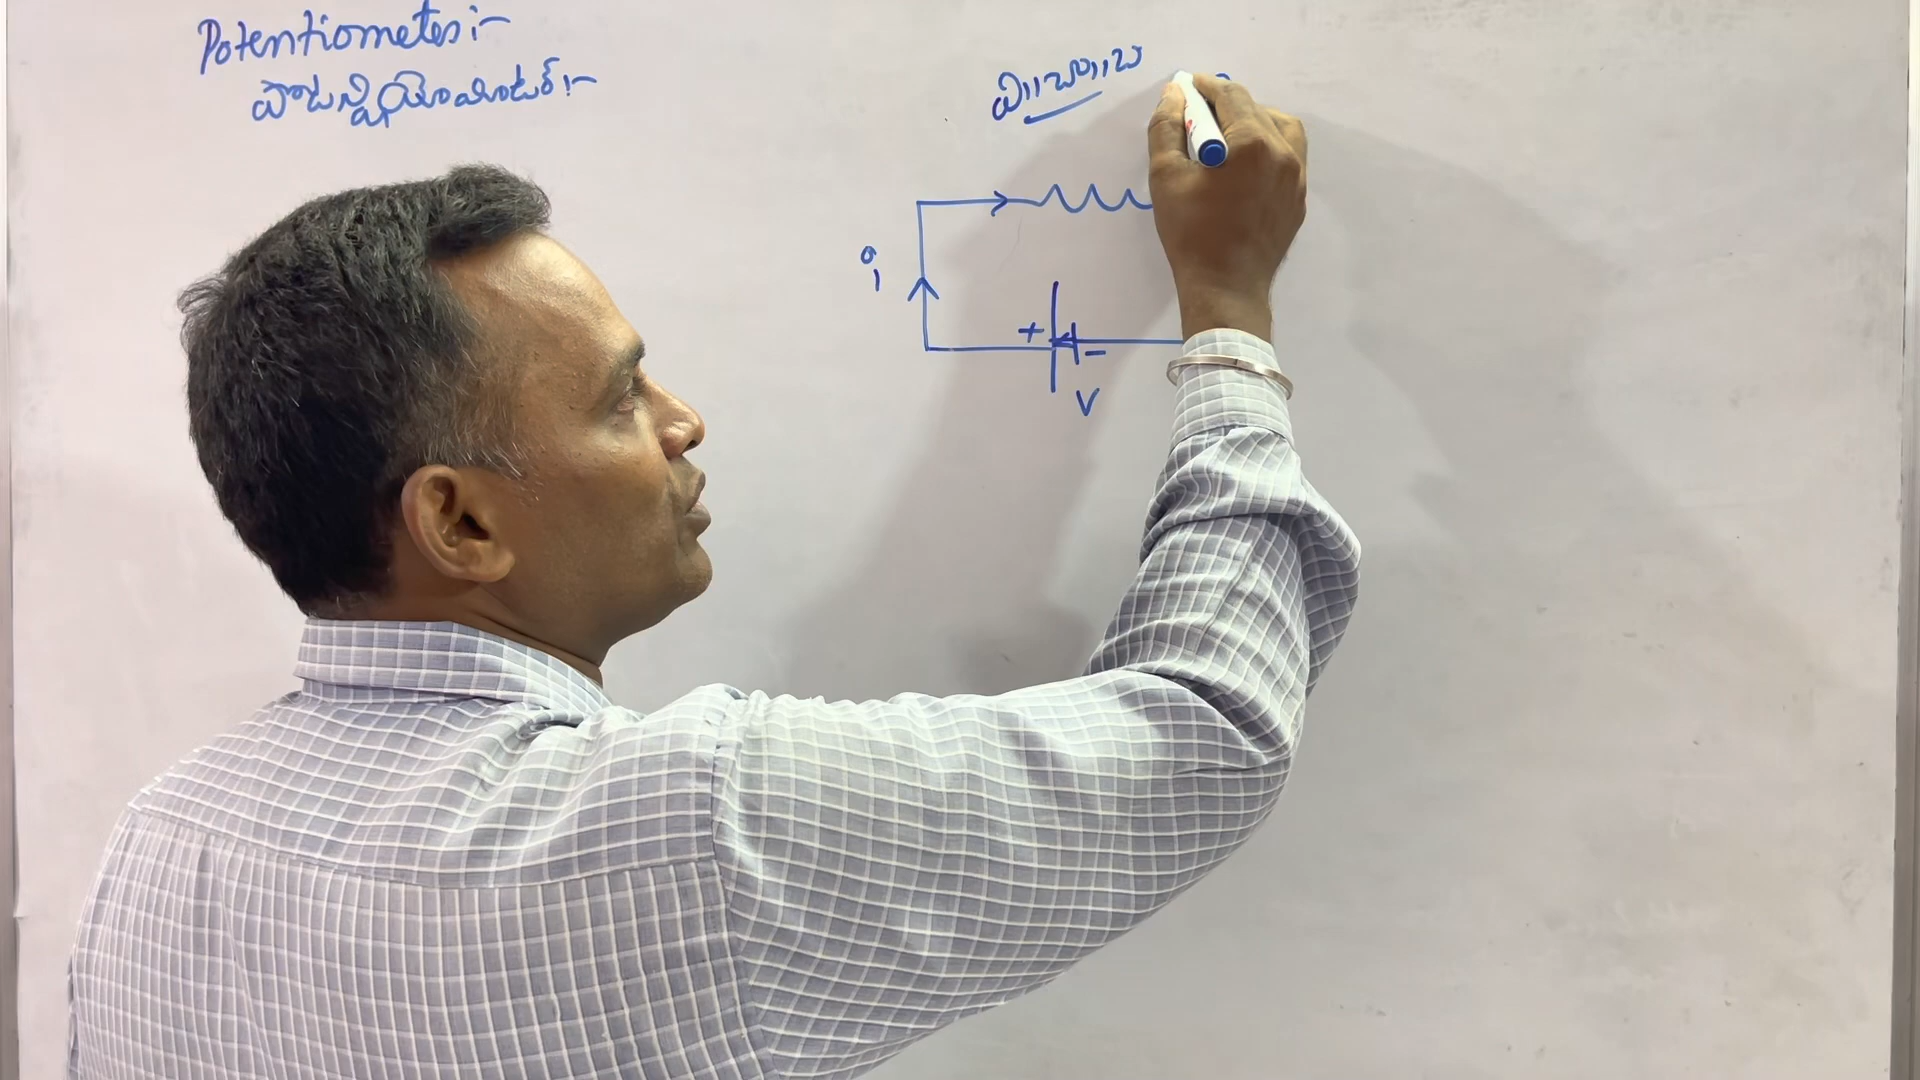 Potentiometer :-
పొటెన్షియోమీటర్ :-
వి॥బ॥బ
i
+
-
V